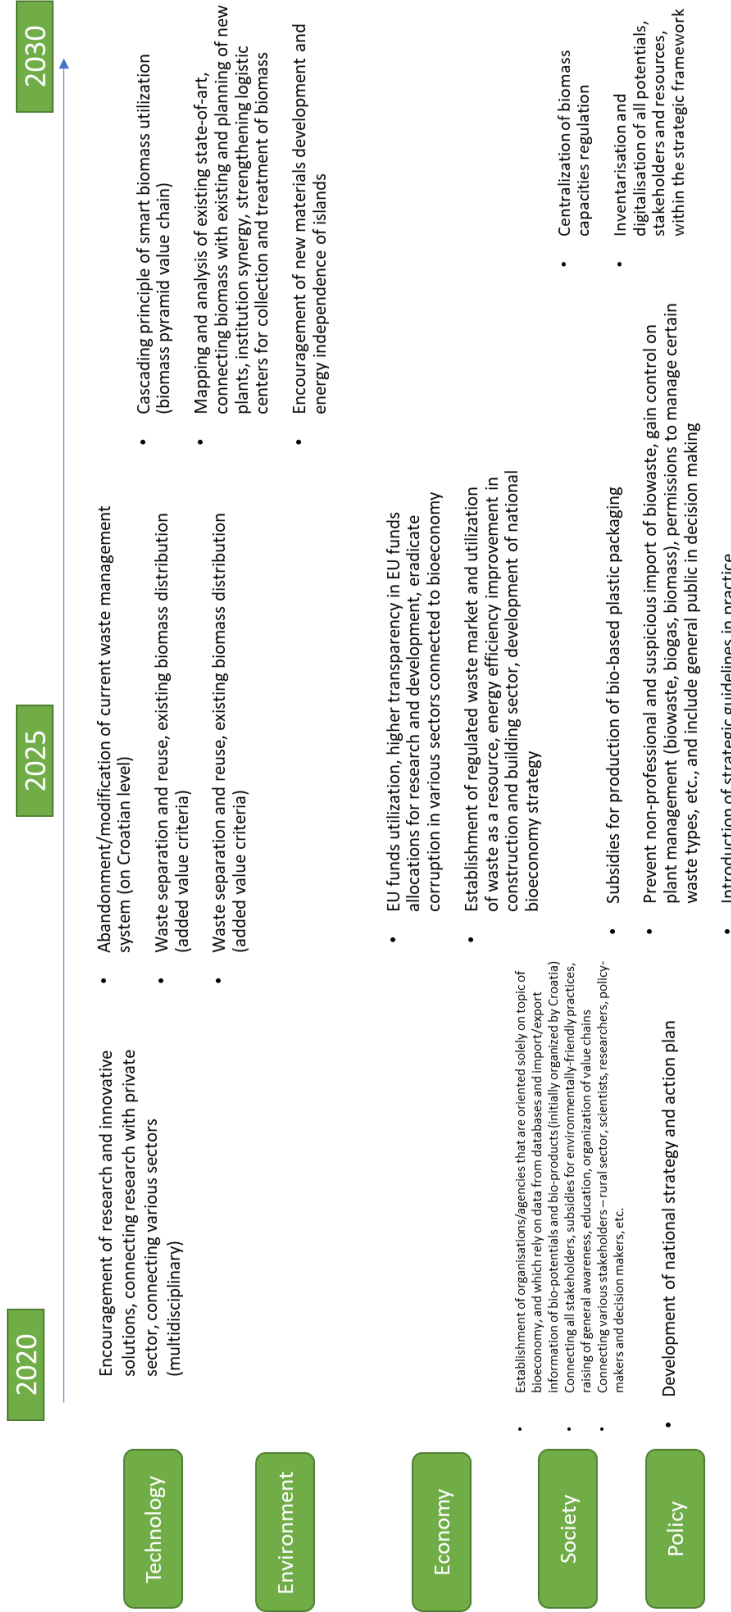 2020
2025
2030
Technology
Encouragement of research and innovative
solutions, connecting research with private
sector, connecting various sectors
(multidisciplinary)
• Abandonment/modification of current waste management
system (on Croatian level)
• Waste separation and reuse, existing biomass distribution
(added value criteria)
• Waste separation and reuse, existing biomass distribution
(added value criteria)
• Cascading principle of smart biomass utilization
(biomass pyramid value chain)
• Mapping and analysis of existing state-of-art,
connecting biomass with existing and planning of new
plants, institution synergy, strengthening logistic
centers for collection and treatment of biomass
• Encouragement of new materials development and
energy independence of islands
Environment
Economy
• EU funds utilization, higher transparency in EU funds
allocations for research and development, eradicate
corruption in various sectors connected to bioeconomy
• Establishment of regulated waste market and utilization
of waste as a resource, energy efficiency improvement in
construction and building sector, development of national
bioeconomy strategy
Society
• Establishment of organisations/agencies that are oriented solely on topic of
bioeconomy, and which rely on data from databases and import/export
information of bio-potentials and bio-products (initially organized by Croatia)
• Connecting all stakeholders, subsidies for environmentally-friendly practices,
raising of general awareness, education, organization of value chains
• Connecting various stakeholders – rural sector, scientists, researchers, policy-
makers and decision makers, etc.
• Centralization of biomass
capacities regulation
• Inventarisation and
digitalisation of all potentials,
stakeholders and resources,
within the strategic framework
Policy
• Development of national strategy and action plan
• Subsidies for production of bio-based plastic packaging
• Prevent non-professional and suspicious import of biowaste, gain control on
plant management (biowaste, biogas, biomass), permissions to manage certain
waste types, etc., and include general public in decision making
• Introduction of strategic guidelines in practice